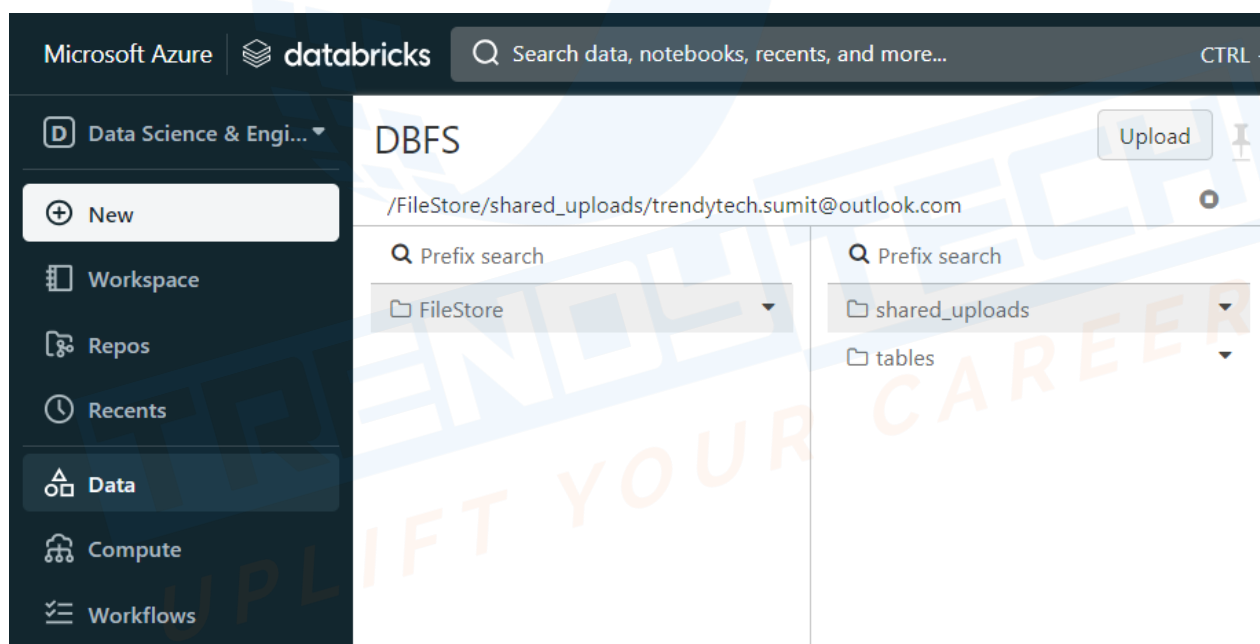 Microsoft Azure databricks Search data, notebooks, recents, and more... CTRL
D Data Science & Engi...
DBFS
Upload
/FileStore/shared_uploads/trendytech.sumit@outlook.com
New
Prefix search Prefix search
Workspace
FileStore shared_uploads
Repos
tables
Recents
Data
Compute
Workflows
TRENDYTECH
UPLIFT YOUR CAREER